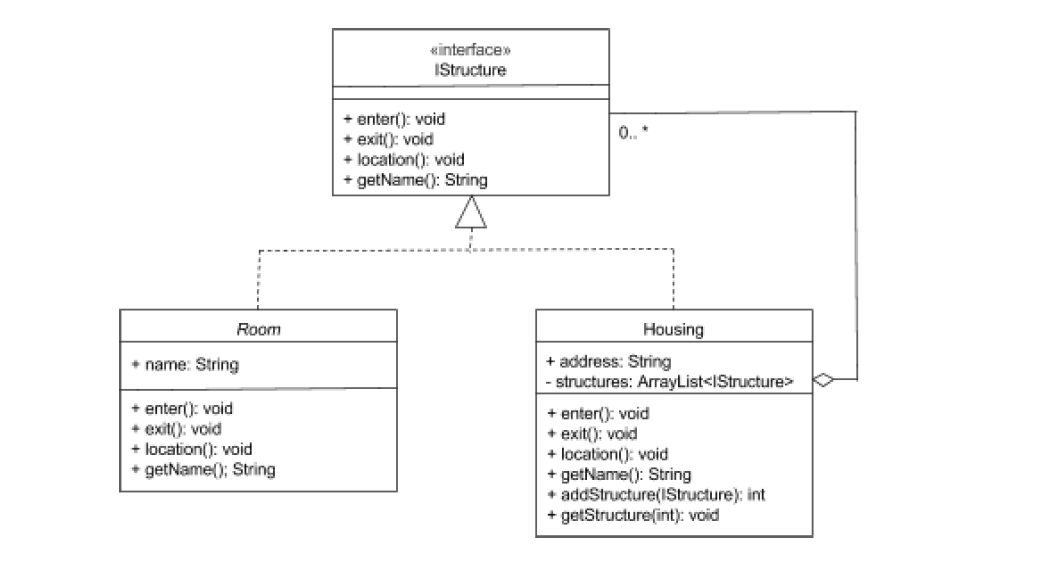 «interface»
IStructure
+ enter(): void
+ exit(): void
+ location(): void
+ getName(): String
0.. *
Room
+ name: String
+ enter(): void
+ exit(): void
+ location(): void
+ getName(); String
Housing
+ address: String
- structures: ArrayList<IStructure>
+ enter(): void
+ exit(): void
+ location(): void
+ getName(): String
+ addStructure(IStructure): int
+ getStructure(int): void